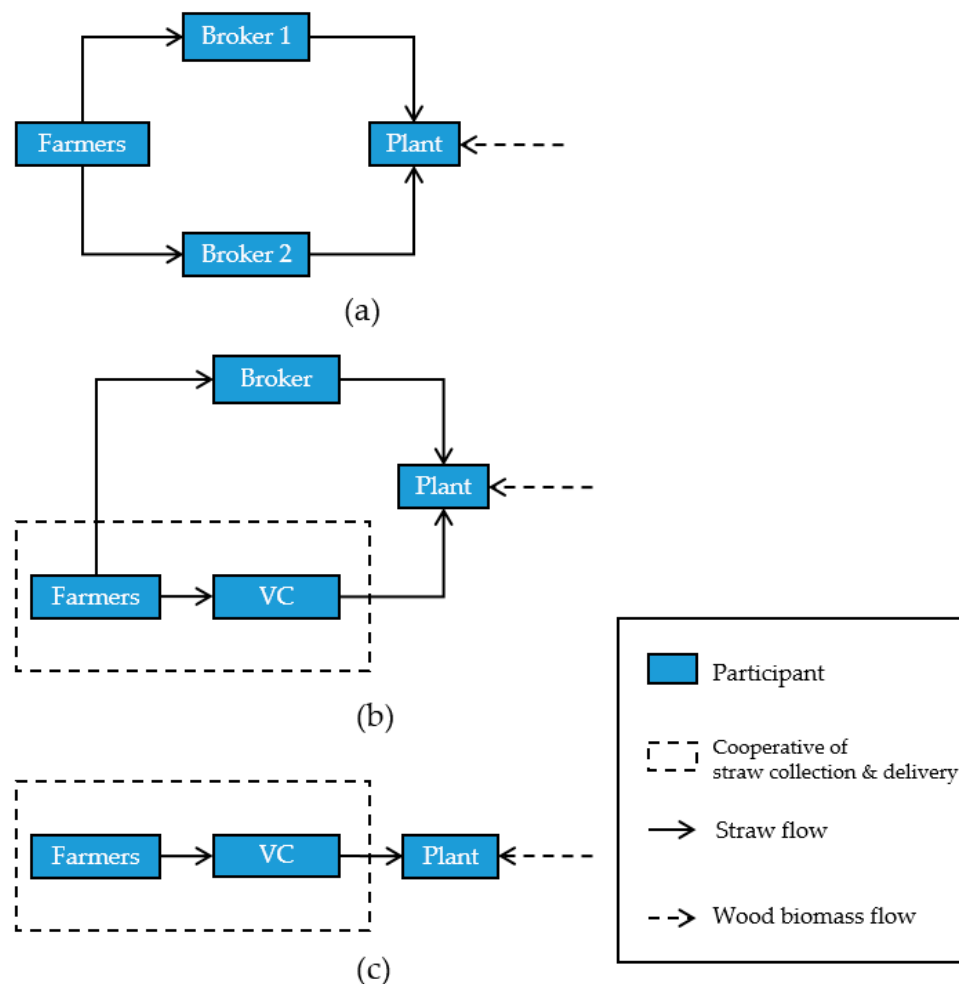 Broker 1
Farmers
Plant
Broker 2
(a)
Broker
Plant
Farmers
VC
(b)
Farmers
VC
Plant
(c)
Participant
Cooperative of
straw collection & delivery
Straw flow
Wood biomass flow